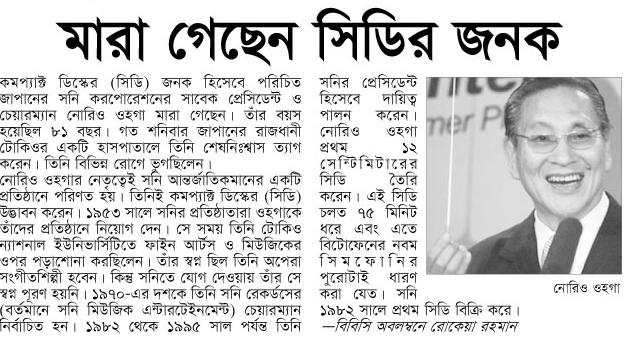 মারা গেছেন সিডির জনক
কমপ্যাক্ট ডিস্কের (সিডি) জনক হিসেবে পরিচিত
জাপানের সনি করপোরেশনের সাবেক প্রেসিডেন্ট ও
চেয়ারম্যান নোরিও ওহগা মারা গেছেন। তাঁর বয়স
হয়েছিল ৮১ বছর। গত শনিবার জাপানের রাজধানী
টোকিওর একটি হাসপাতালে তিনি শেষনিঃশ্বাস ত্যাগ
করেন। তিনি বিভিন্ন রোগে ভুগছিলেন।
নোরিও ওহগার নেতৃত্বেই সনি আন্তর্জাতিকমানের একটি
প্রতিষ্ঠানে পরিণত হয়। তিনিই কমপ্যাক্ট ডিস্কের (সিডি)
উদ্ভাবন করেন। ১৯৫৩ সালে সনির প্রতিষ্ঠাতারা ওহগাকে
তাঁদের প্রতিষ্ঠানে নিয়োগ দেন। সে সময় তিনি টোকিও
ন্যাশনাল ইউনিভার্সিটিতে ফাইন আর্টস ও মিউজিকের
ওপর পড়াশোনা করছিলেন। তাঁর স্বপ্ন ছিল তিনি অপেরা
সংগীতশিল্পী হবেন। কিন্তু সনিতে যোগ দেওয়ায় তাঁর সে
স্বপ্ন পূরণ হয়নি। ১৯৭০-এর দশকে তিনি সনি রেকর্ডসের
(বর্তমানে সনি মিউজিক এন্টারটেইনমেন্ট) চেয়ারম্যান
নির্বাচিত হন। ১৯৮২ থেকে ১৯৯৫ সাল পর্যন্ত তিনি
সনির প্রেসিডেন্ট
হিসেবে দায়িত্ব
পালন করেন।
নোরিও ওহগা
প্রথম ১২
সেন্টিমিটারের
সিডি তৈরি
করেন। এই সিডি
চলত ৭৫ মিনিট
ধরে এবং এতে
বিটোফেনের নবম
সিমফোনির
পুরোটাই ধারণ
করা যেত। সনি
১৯৮২ সালে প্রথম সিডি বিক্রি করে।
—বিবিসি অবলম্বনে রোকেয়া রহমান
নোরিও ওহগা